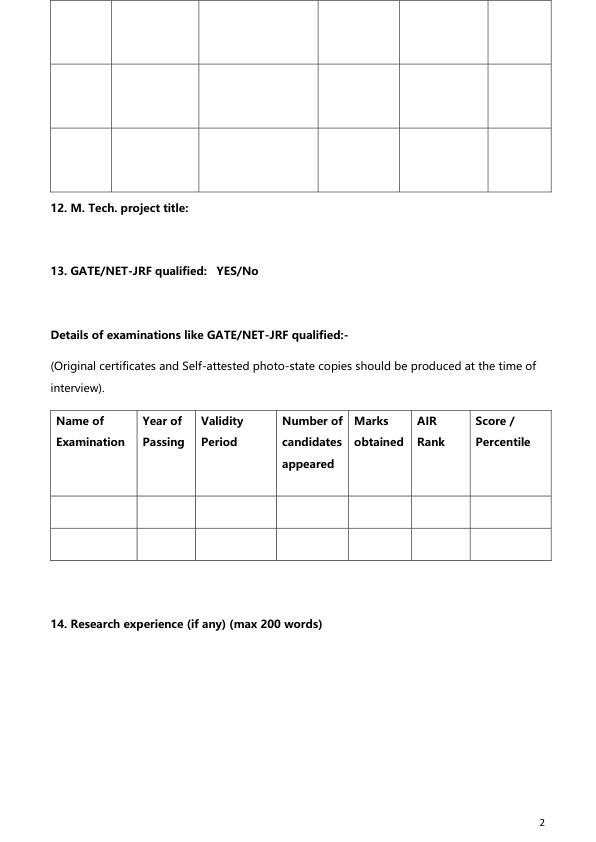 12. M. Tech. project title:
13. GATE/NET-JRF qualified:   YES/No
Details of examinations like GATE/NET-JRF qualified:-
(Original certificates and Self-attested photo-state copies should be produced at the time of
interview).
Name of Examination
Year of Passing
Validity Period
Number of candidates appeared
Marks obtained
AIR Rank
Score / Percentile
14. Research experience (if any) (max 200 words)
2